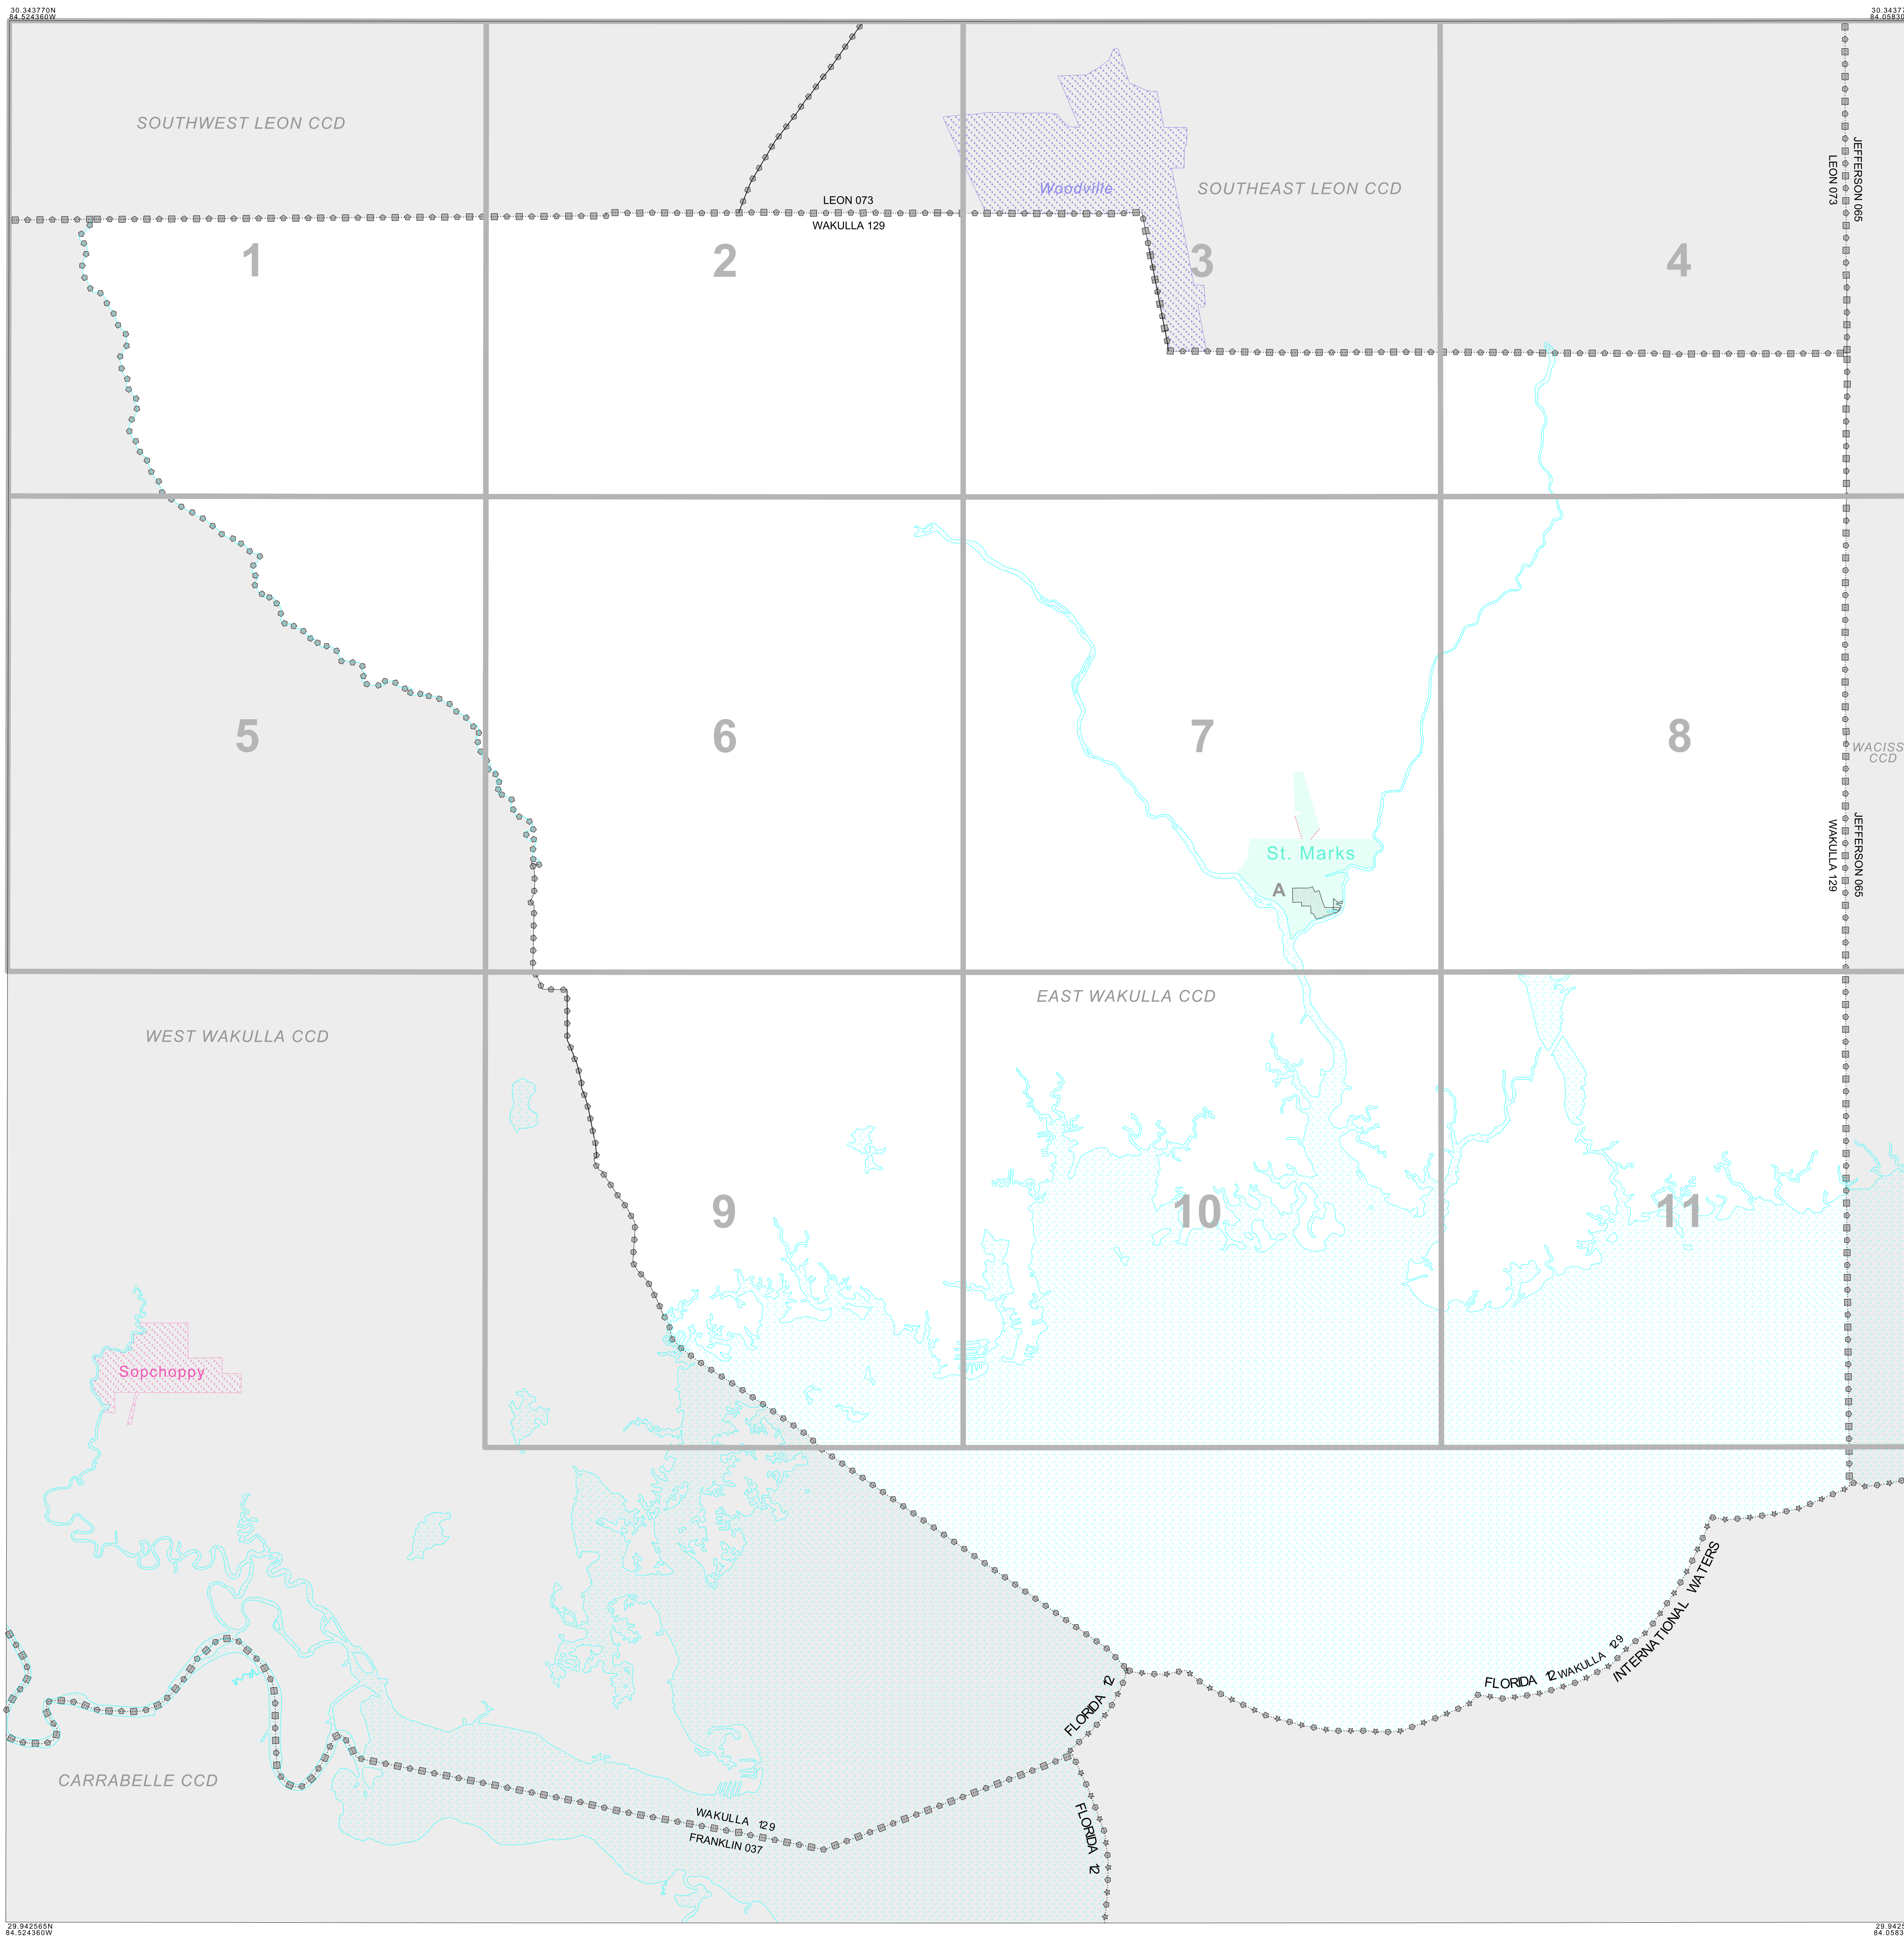 30.343770N
84.524360W
30.34377
84.05830
SOUTHWEST LEON CCD
JEFFERSON 065
LEON 073
Woodville
SOUTHEAST LEON CCD
LEON 073
WAKULLA 129
1
2
3
4
5
6
7
8
WACISS
CCD
JEFFERSON 065
WAKULLA 129
St. Marks
A
EAST WAKULLA CCD
WEST WAKULLA CCD
9
10
11
Sopchoppy
INTERNATIONAL WATERS
FLORIDA 12
WAKULLA 129
FLORIDA 12
CARRABELLE CCD
WAKULLA 129
FRANKLIN 037
FLORIDA 12
29.942565N
84.524360W
29.9425
84.0583